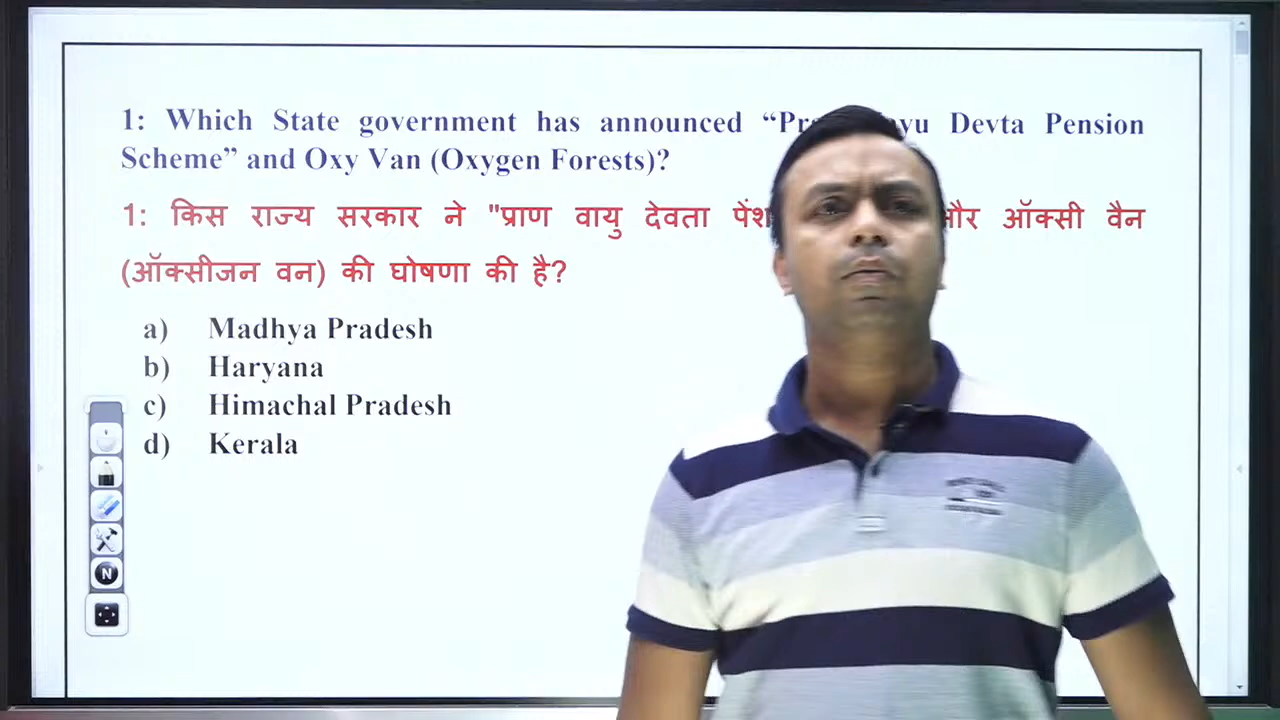 1: Which State government has announced “Pr yu Devta Pension
Scheme” and Oxy Van (Oxygen Forests)?
1: किस राज्य सरकार ने "प्राण वायु देवता पेंश और ऑक्सी वैन
(ऑक्सीजन वन) की घोषणा की है?
a) Madhya Pradesh
b) Haryana
c) Himachal Pradesh
d) Kerala
N